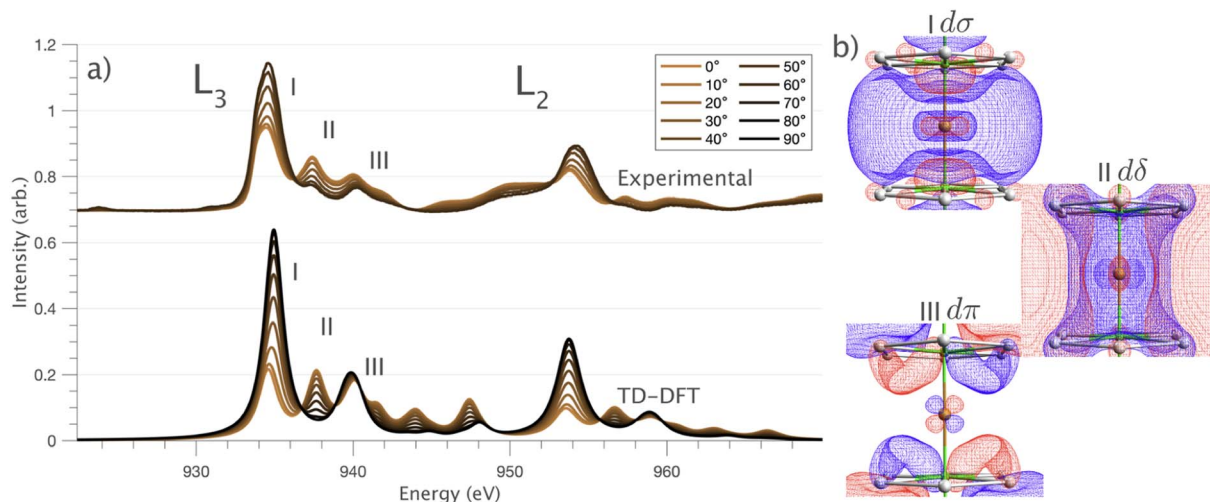 a)
b)
1.2
1
0.8
0.6
0.4
0.2
0
Intensity (arb.)
L3
L2
I
II
III
0° 50°
10° 60°
20° 70°
30° 80°
40° 90°
Experimental
I
II
III
TD-DFT
930 940 950 960
Energy (eV)
I dσ
II dδ
III dπ